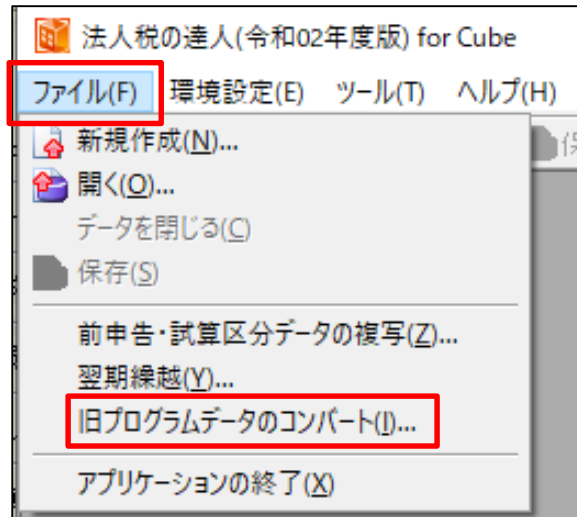 法人税の達人(令和02年度版) for Cube
ファイル(F) 環境設定(E) ツール(T) ヘルプ(H)
新規作成(N)...
開く(O)...
データを閉じる(C)
保存(S)
前申告・試算区分データの複写(Z)...
翌期繰越(Y)...
旧プログラムデータのコンバート(I)...
アプリケーションの終了(X)